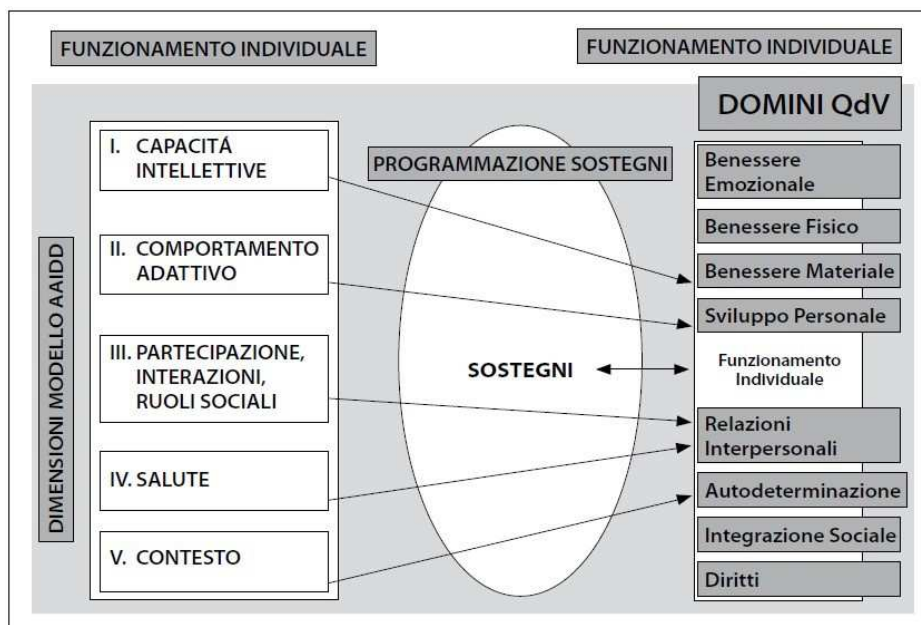 FUNZIONAMENTO INDIVIDUALE
FUNZIONAMENTO INDIVIDUALE
DIMENSIONI MODELLO AAIDD
I. CAPACITÁ
INTELLETTIVE
II. COMPORTAMENTO
ADATTIVO
III. PARTECIPAZIONE,
INTERAZIONI,
RUOLI SOCIALI
IV. SALUTE
V. CONTESTO
PROGRAMMAZIONE SOSTEGNI
SOSTEGNI
DOMINI QdV
Benessere
Emozionale
Benessere Fisico
Benessere Materiale
Sviluppo Personale
Funzionamento
Individuale
Relazioni
Interpersonali
Autodeterminazione
Integrazione Sociale
Diritti